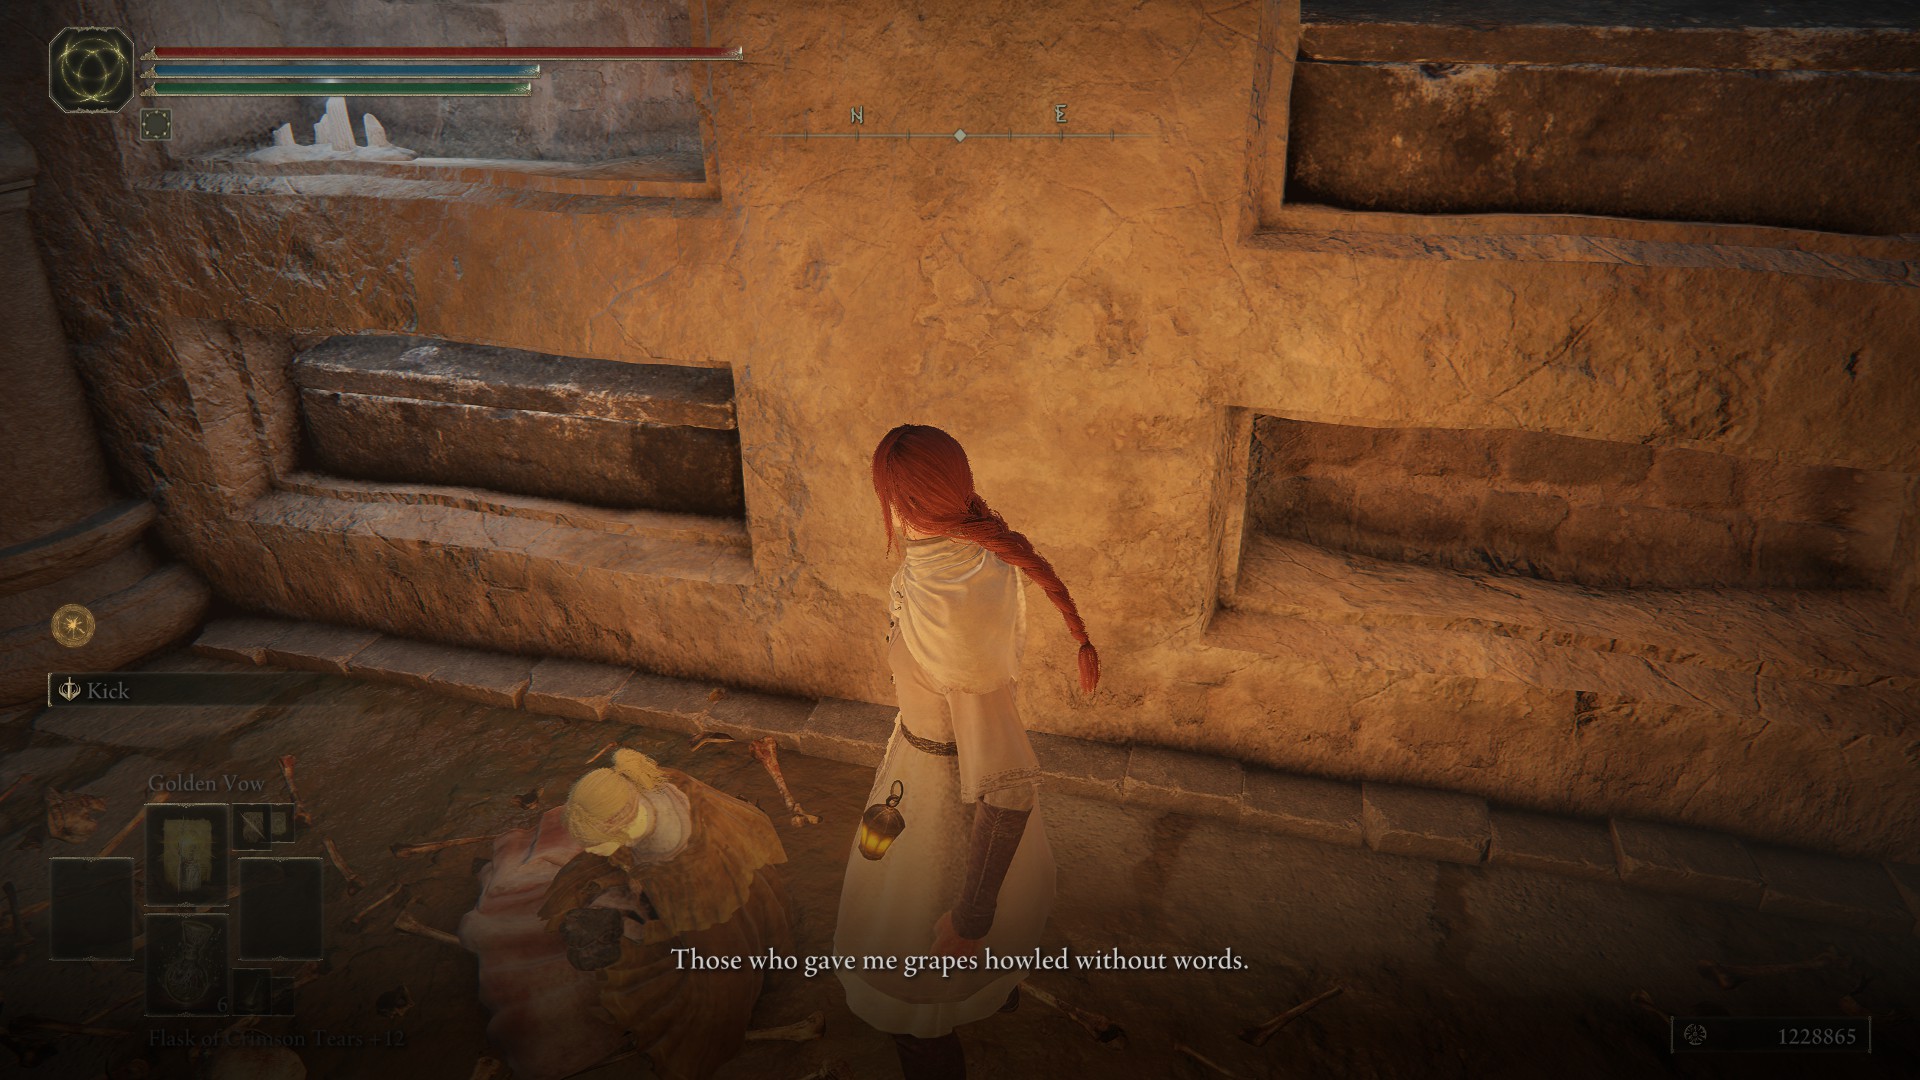 N
E
Kick
Golden Vow
Those who gave me grapes howled without words.
6
Flask of Crimson Tears +12
1228865